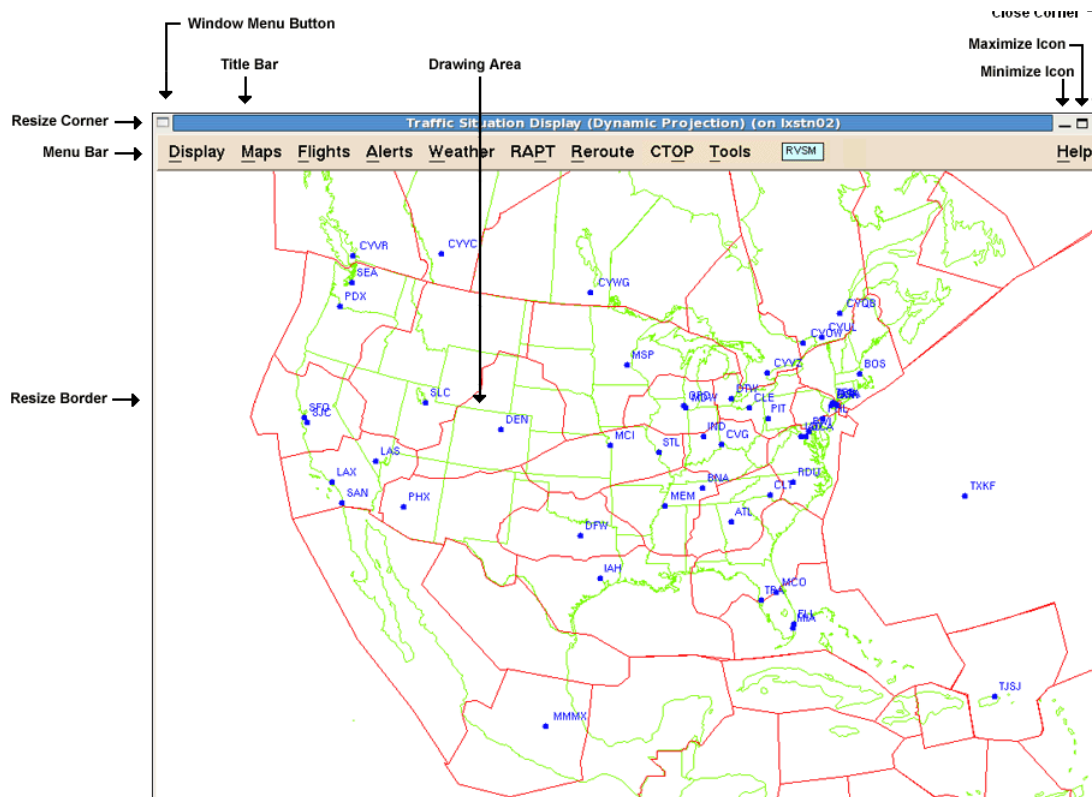 Close Corner
Window Menu Button
Maximize Icon
Title Bar
Drawing Area
Minimize Icon
Resize Corner
Traffic Situation Display (Dynamic Projection) (on lxstn02)
Menu Bar
Display Maps Flights Alerts Weather RAPT Reroute CTOP Tools RVSM Help
CYVR
CYYC
SEA
CYWG
PDX
CYQB
CYUL
CYOW
MSP
CYYZ
BOS
Resize Border
SLC
DTW
MDW
CLE
SFO
SJC
DEN
PIT
IND
CVG
MCI
STL
LAS
LAX
BNA
RDU
CLT
SAN
PHX
MEM
TXKF
ATL
DFW
IAH
MCO
TPA
FLL
MIA
TJSJ
MMMX